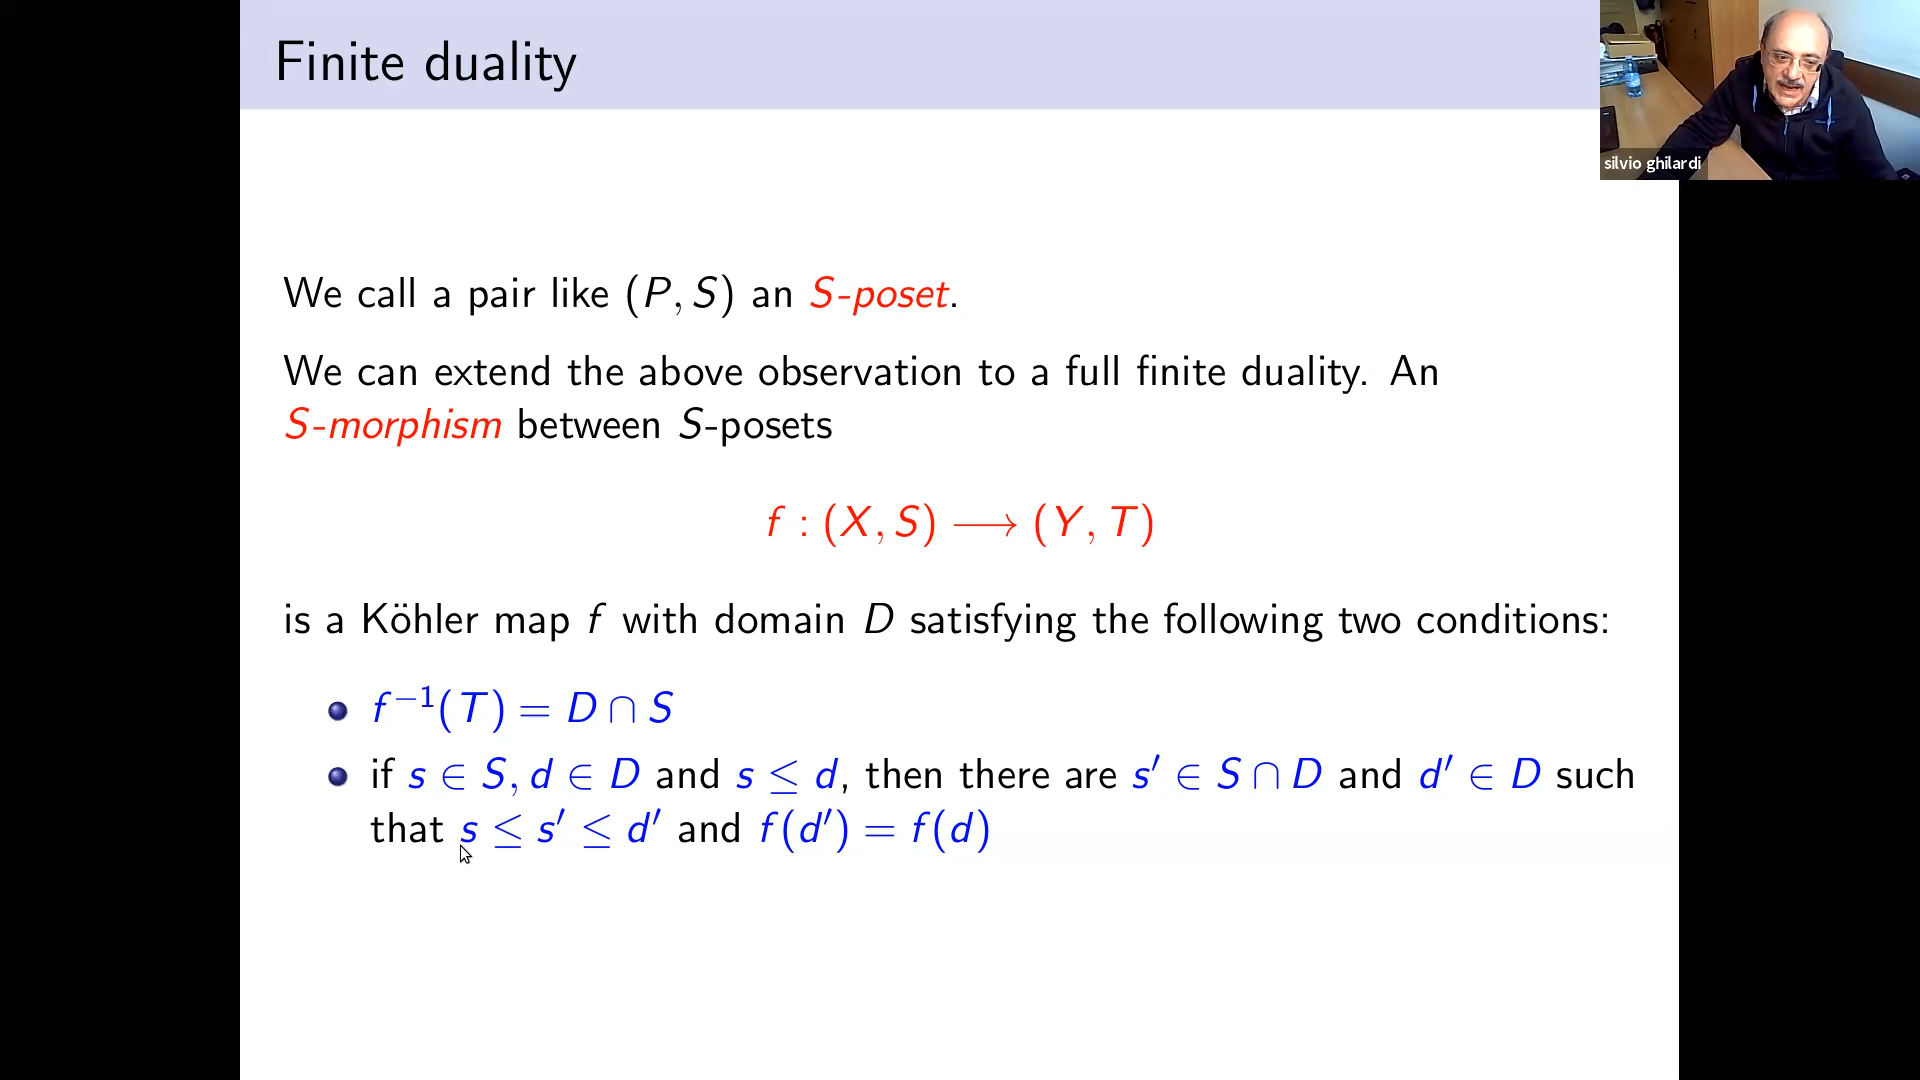 Finite duality
silvio ghilardi
We call a pair like (P, S) an S-poset.
We can extend the above observation to a full finite duality. An
S-morphism between S-posets
f : (X, S) ⟶ (Y, T)
is a Köhler map f with domain D satisfying the following two conditions:
f⁻¹(T) = D ∩ S
if s ∈ S, d ∈ D and s ≤ d, then there are s′ ∈ S ∩ D and d′ ∈ D such
that s ≤ s′ ≤ d′ and f(d′) = f(d)